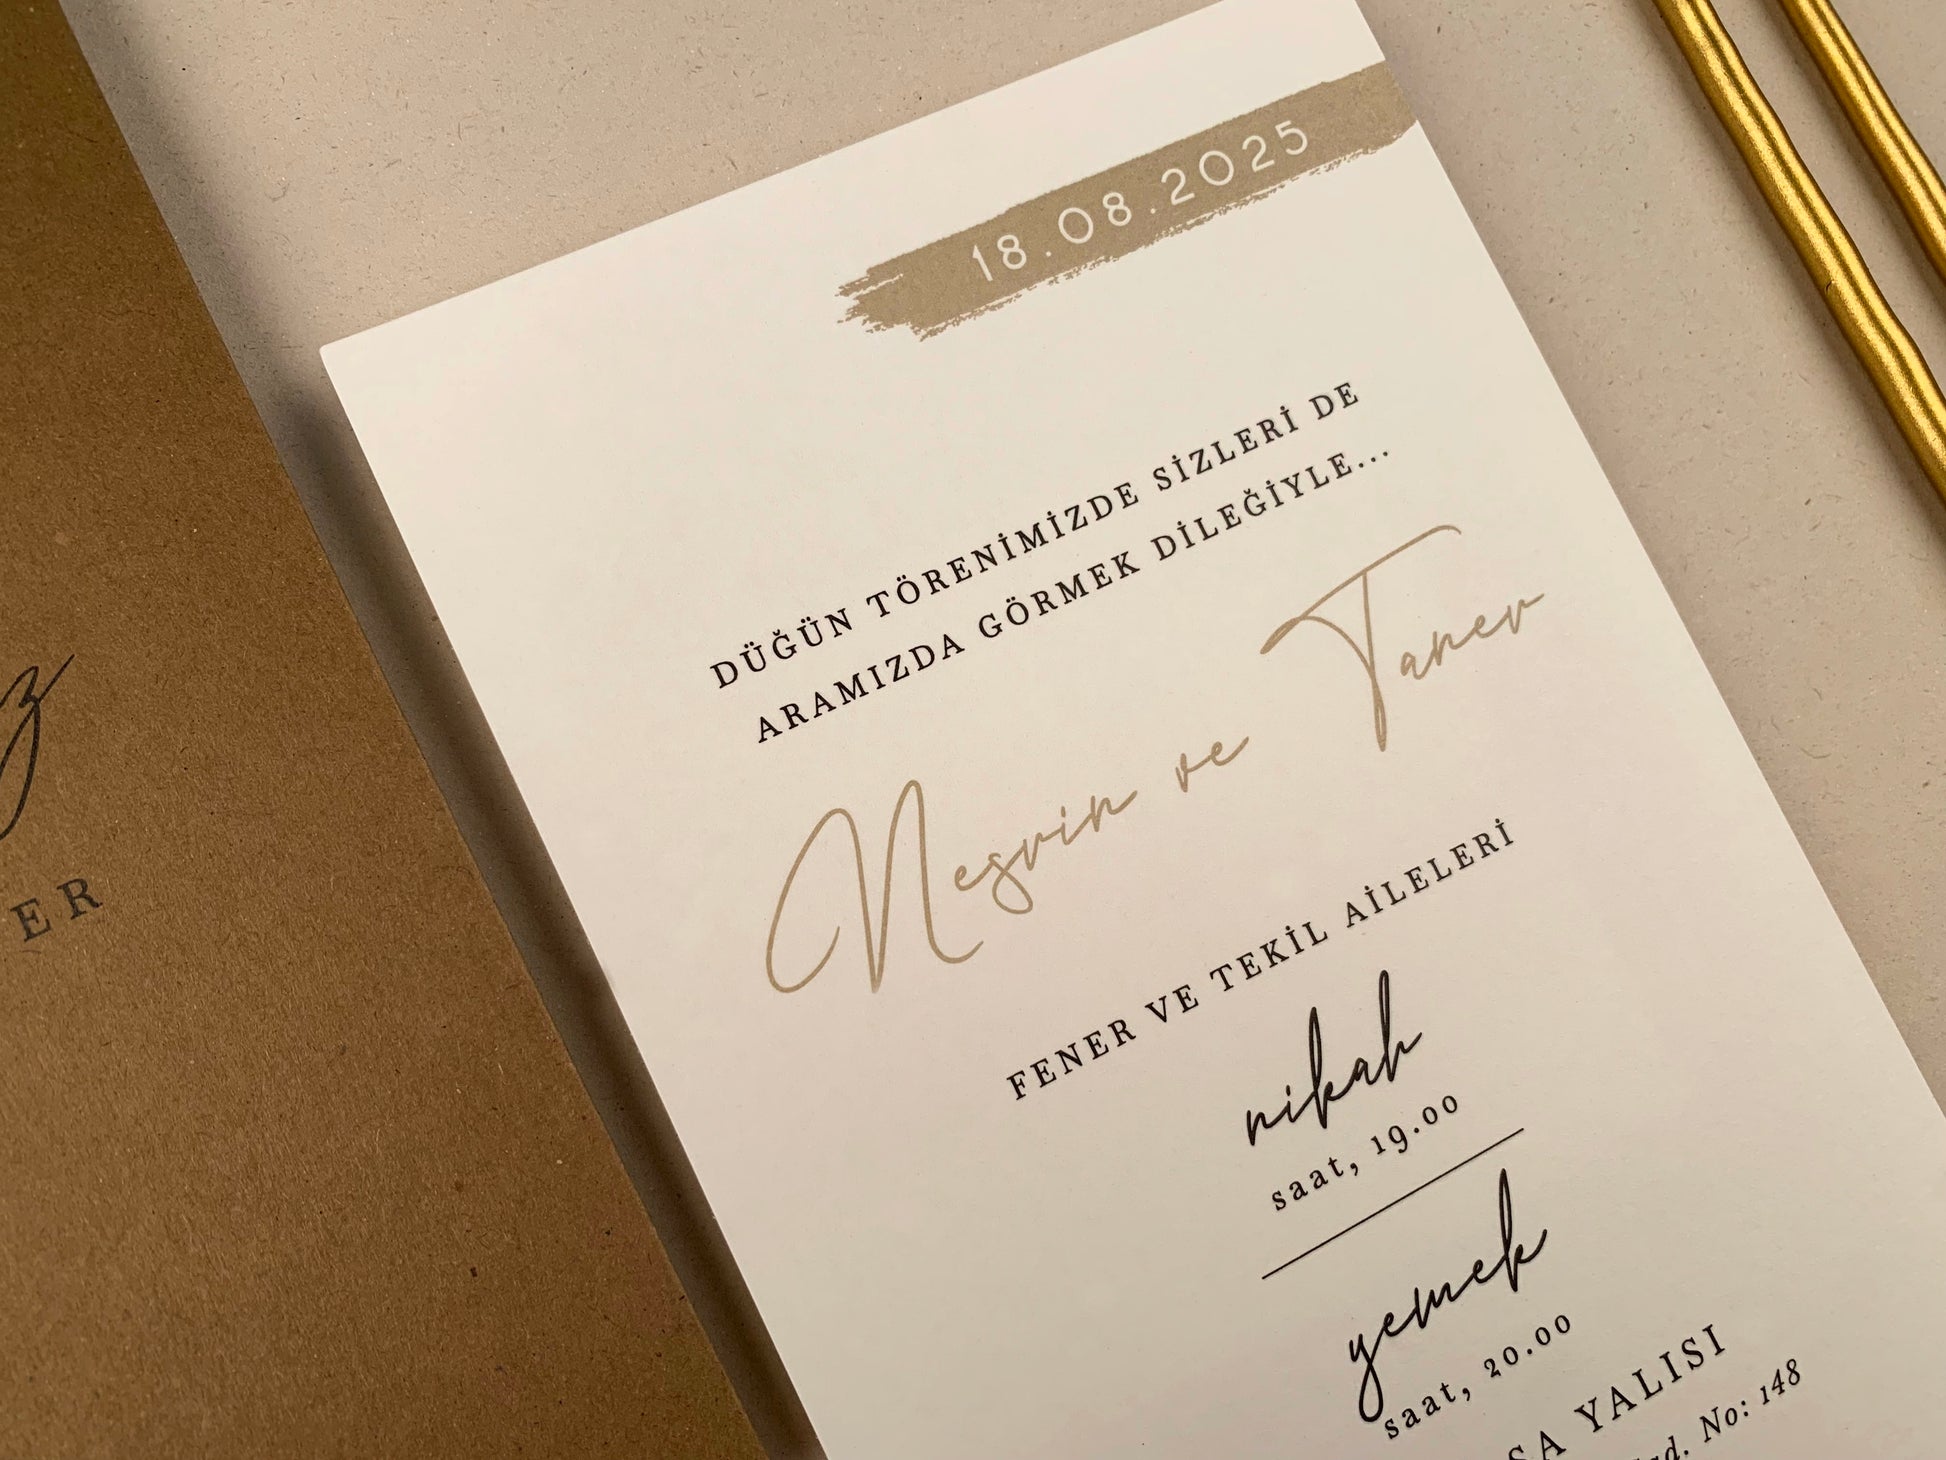 18.08.2025
DÜĞÜN TÖRENİMİZDE SİZLERİ DE
ARAMIZDA GÖRMEK DİLEĞİYLE...
Nesrin ve Taner
FENER VE TEKİL AİLELERİ
nikah
saat, 19.00
yemek
saat, 20.00
YALISI
No: 148